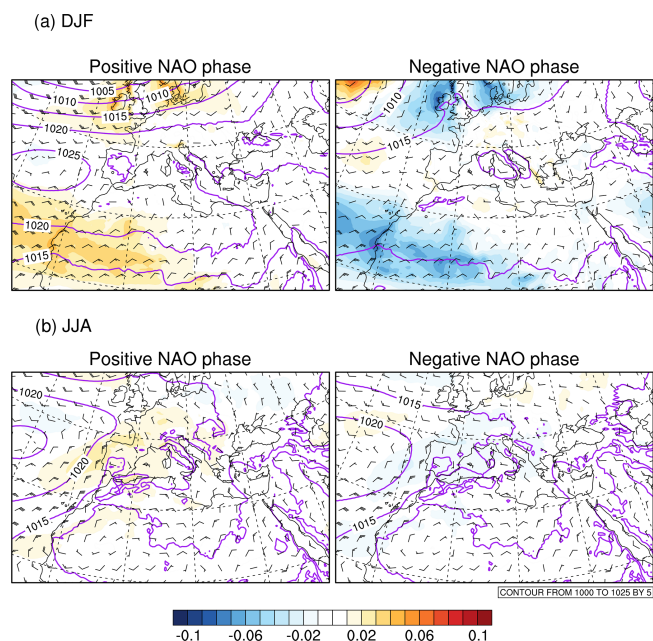 (a) DJF
Positive NAO phase
Negative NAO phase
1005
1010
1010
1015
1020
1025
1020
1015
1010
1015
(b) JJA
Positive NAO phase
Negative NAO phase
1020
1020
1015
1015
1020
1015
CONTOUR FROM 1000 TO 1025 BY 5
-0.1 -0.06 -0.02 0.02 0.06 0.1